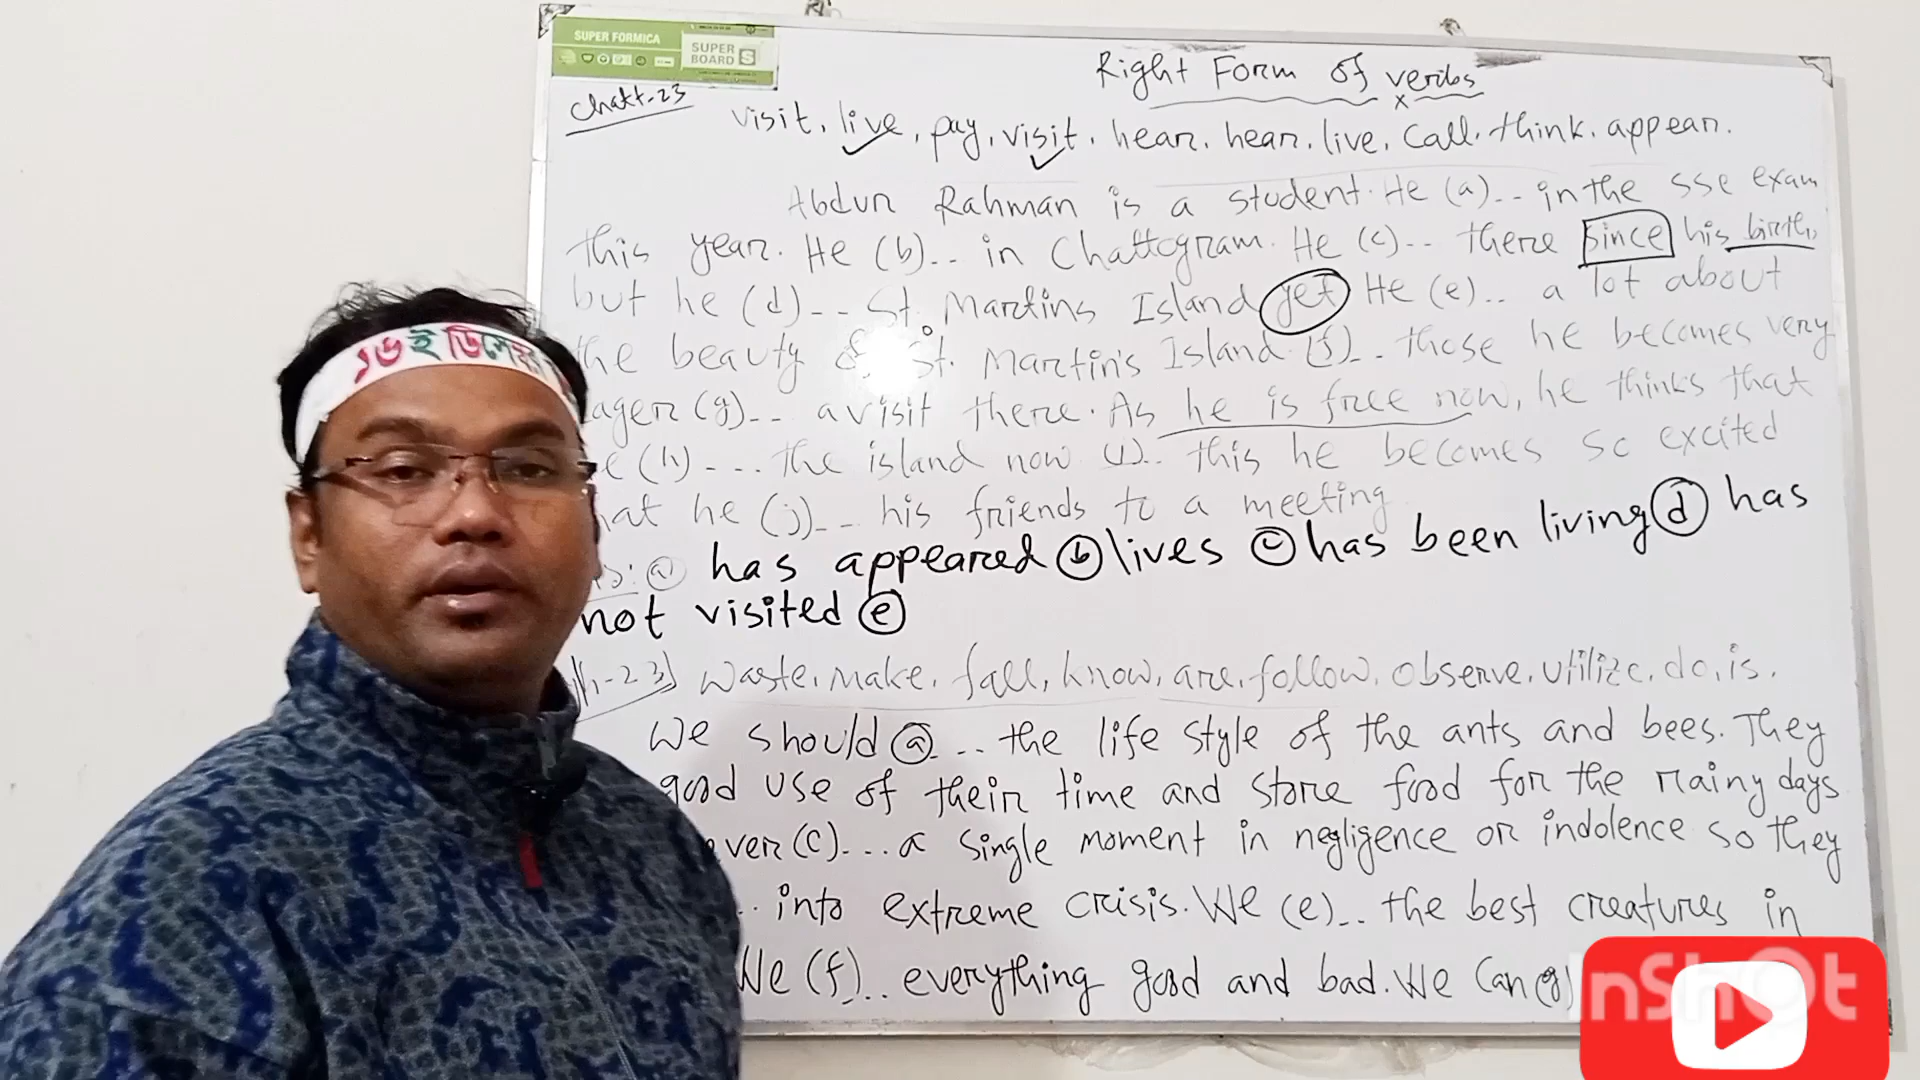 SUPER FORMICA
SUPER
BOARD S
Right Form of verbs
Chatt-23
visit, live, pay, visit, hear, hear, live, call, think, appear.
Abdur Rahman is a student. He (a)... in the SSC exam
this year. He (b)... in Chattogram. He (c)... there since his birth,
but he (d)... St. Martins Island yet He (e)... a lot about
the beauty of St. Martin's Island. (f)... those he becomes very
ager (g)... a visit there. As he is free now, he thinks that
e (h).... the island now (i)... this he becomes so excited
hat he (j)... his friends to a meeting
s: ⓐ has appeared ⓑ lives ⓒ has been living ⓓ has
not visited ⓔ
-23 waste, make, fall, know, are, follow, observe, utilize, do, is.
We should ⓐ... the life style of the ants and bees. They
good use of their time and store food for the rainy days
ever (c)... a single moment in negligence or indolence so they
.. into extreme crisis. We (e)... the best creatures in
We (f)... everything good and bad. We can (g)
InShOt
১৬ই ডিসেম্বর